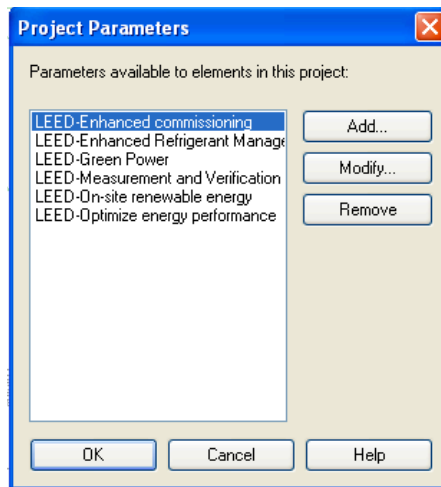 Project Parameters
Parameters available to elements in this project:
LEED-Enhanced commissioning
LEED-Enhanced Refrigerant Manage
LEED-Green Power
LEED-Measurement and Verification
LEED-On-site renewable energy
LEED-Optimize energy performance
Add...
Modify...
Remove
OK
Cancel
Help